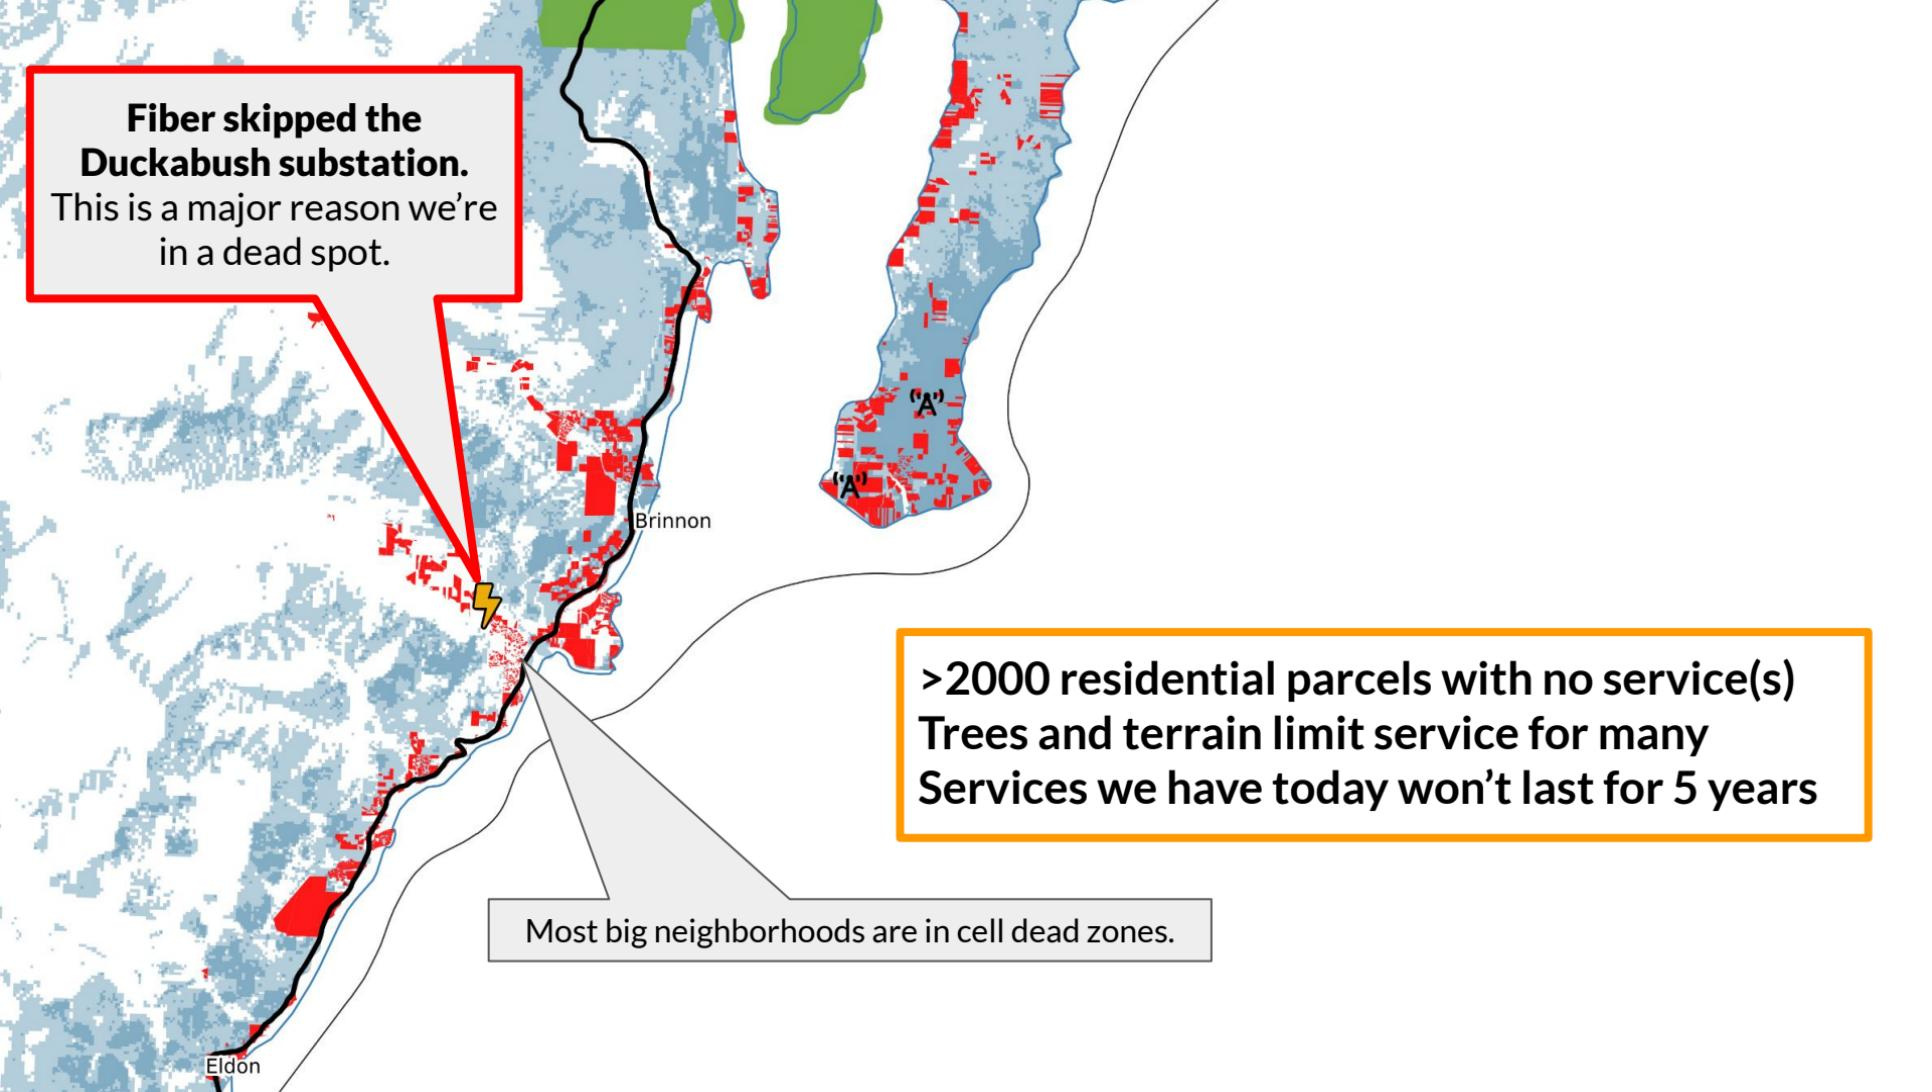 Fiber skipped the
Duckabush substation.
This is a major reason we’re
in a dead spot.
Brinnon
>2000 residential parcels with no service(s)
Trees and terrain limit service for many
Services we have today won’t last for 5 years
Most big neighborhoods are in cell dead zones.
Eldon